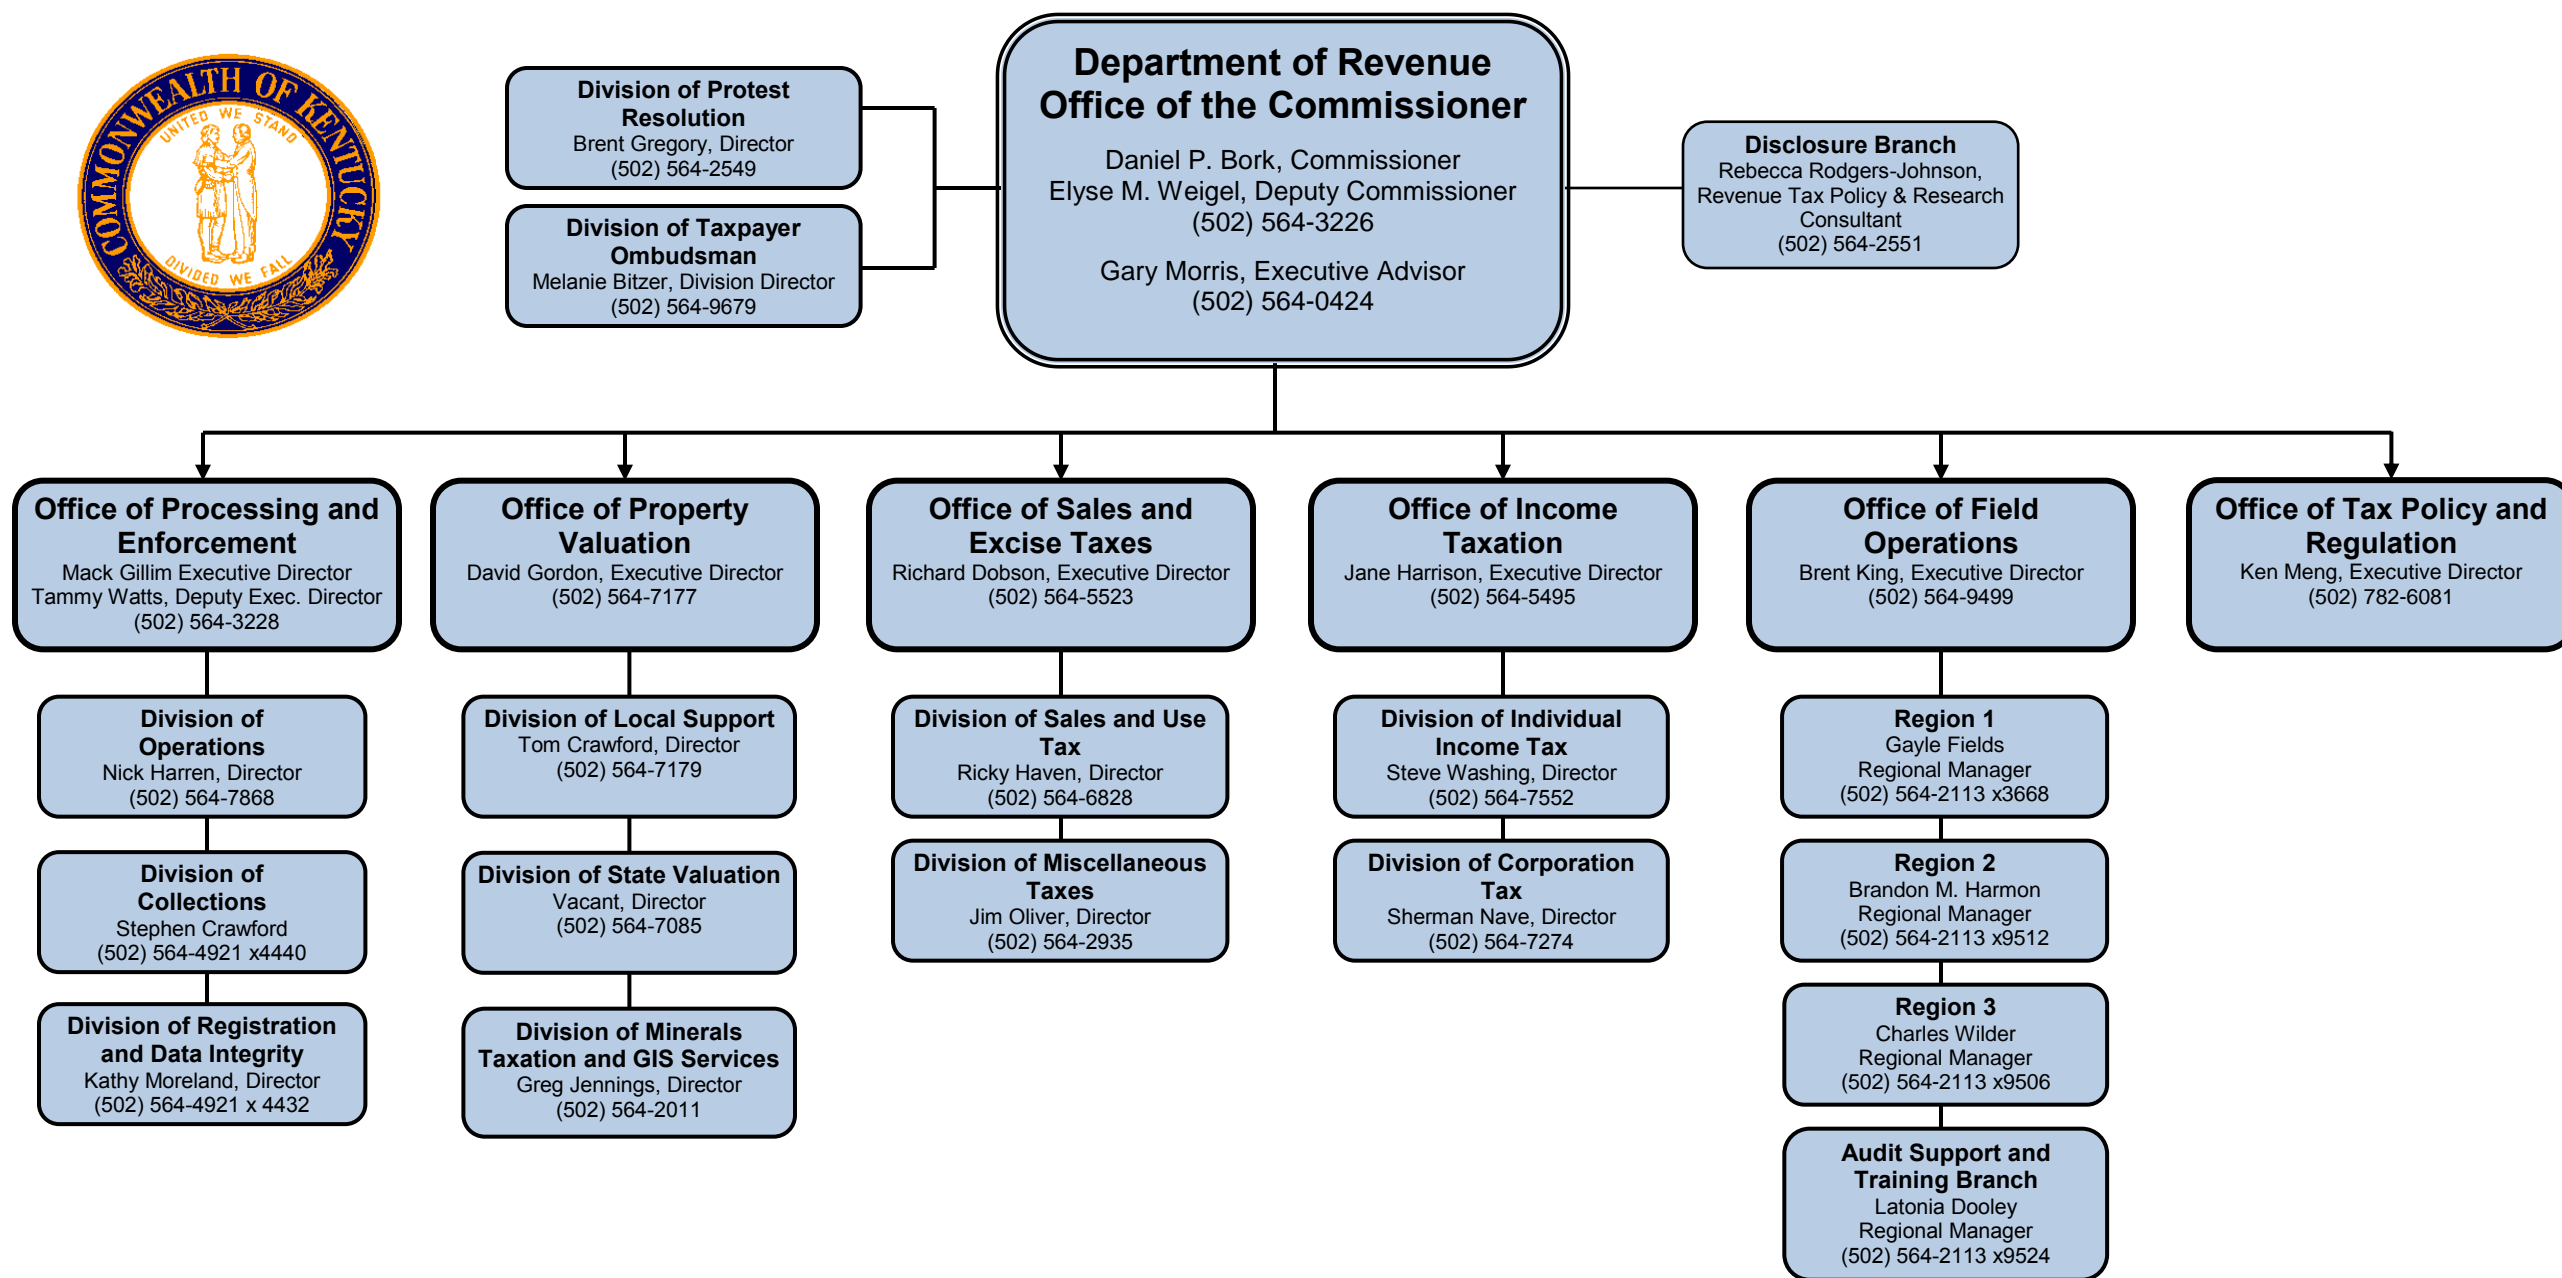 COMMONWEALTH OF KENTUCKY
UNITED WE STAND
DIVIDED WE FALL
Division of Protest
Resolution
Brent Gregory, Director
(502) 564-2549
Division of Taxpayer
Ombudsman
Melanie Bitzer, Division Director
(502) 564-9679
Department of Revenue
Office of the Commissioner
Daniel P. Bork, Commissioner
Elyse M. Weigel, Deputy Commissioner
(502) 564-3226
Gary Morris, Executive Advisor
(502) 564-0424
Disclosure Branch
Rebecca Rodgers-Johnson,
Revenue Tax Policy & Research
Consultant
(502) 564-2551
Office of Processing and
Enforcement
Mack Gillim Executive Director
Tammy Watts, Deputy Exec. Director
(502) 564-3228
Division of
Operations
Nick Harren, Director
(502) 564-7868
Division of
Collections
Stephen Crawford
(502) 564-4921 x4440
Division of Registration
and Data Integrity
Kathy Moreland, Director
(502) 564-4921 x 4432
Office of Property
Valuation
David Gordon, Executive Director
(502) 564-7177
Division of Local Support
Tom Crawford, Director
(502) 564-7179
Division of State Valuation
Vacant, Director
(502) 564-7085
Division of Minerals
Taxation and GIS Services
Greg Jennings, Director
(502) 564-2011
Office of Sales and
Excise Taxes
Richard Dobson, Executive Director
(502) 564-5523
Division of Sales and Use
Tax
Ricky Haven, Director
(502) 564-6828
Division of Miscellaneous
Taxes
Jim Oliver, Director
(502) 564-2935
Office of Income
Taxation
Jane Harrison, Executive Director
(502) 564-5495
Division of Individual
Income Tax
Steve Washing, Director
(502) 564-7552
Division of Corporation
Tax
Sherman Nave, Director
(502) 564-7274
Office of Field
Operations
Brent King, Executive Director
(502) 564-9499
Region 1
Gayle Fields
Regional Manager
(502) 564-2113 x3668
Region 2
Brandon M. Harmon
Regional Manager
(502) 564-2113 x9512
Region 3
Charles Wilder
Regional Manager
(502) 564-2113 x9506
Audit Support and
Training Branch
Latonia Dooley
Regional Manager
(502) 564-2113 x9524
Office of Tax Policy and
Regulation
Ken Meng, Executive Director
(502) 782-6081